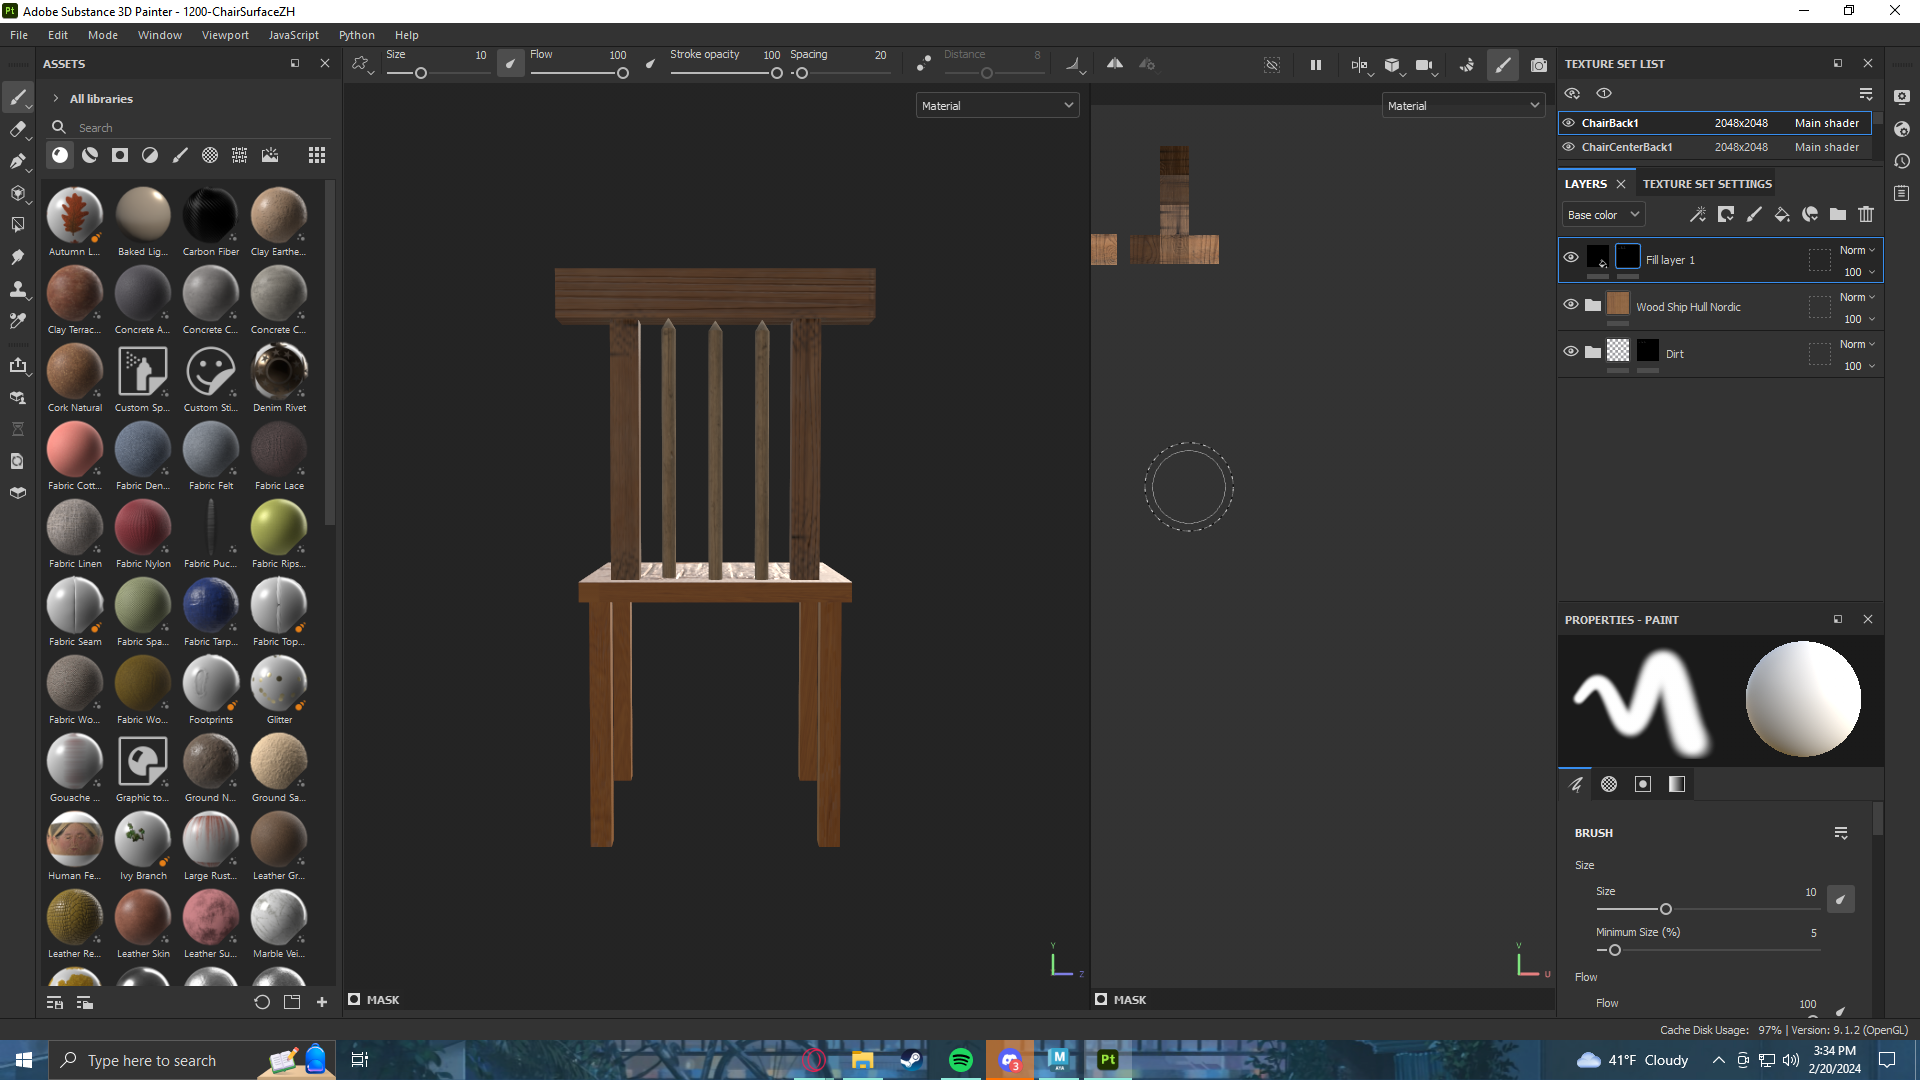 Adobe Substance 3D Painter - 1200-ChairSurfaceZH
File Edit Mode Window Viewport JavaScript Python Help
ASSETS
All libraries
Search
Autumn L... Baked Lig... Carbon Fiber Clay Earthe...
Clay Terrac... Concrete A... Concrete C... Concrete C...
Cork Natural Custom Sp... Custom Sti... Denim Rivet
Fabric Cott... Fabric Den... Fabric Felt Fabric Lace
Fabric Linen Fabric Nylon Fabric Puc... Fabric Rips...
Fabric Seam Fabric Spa... Fabric Tarp... Fabric Top...
Fabric Wo... Fabric Wo... Footprints Glitter
Gouache ... Graphic to... Ground N... Ground Sa...
Human Fe... Ivy Branch Large Rust... Leather Gr...
Leather Re... Leather Skin Leather Su... Marble Vei...
Size 10 Flow 100 Stroke opacity 100 Spacing 20 Distance 8
Material
Material
Y
Z
V
U
MASK
MASK
TEXTURE SET LIST
ChairBack1 2048x2048 Main shader
ChairCenterBack1 2048x2048 Main shader
LAYERS TEXTURE SET SETTINGS
Base color
Fill layer 1 Norm
100
Wood Ship Hull Nordic Norm
100
Dirt Norm
100
PROPERTIES - PAINT
BRUSH
Size
Size 10
Minimum Size (%) 5
Flow
Flow 100
Cache Disk Usage: 97% | Version: 9.1.2 (OpenGL)
Type here to search
3
M
Pt
41°F Cloudy
3:34 PM
2/20/2024